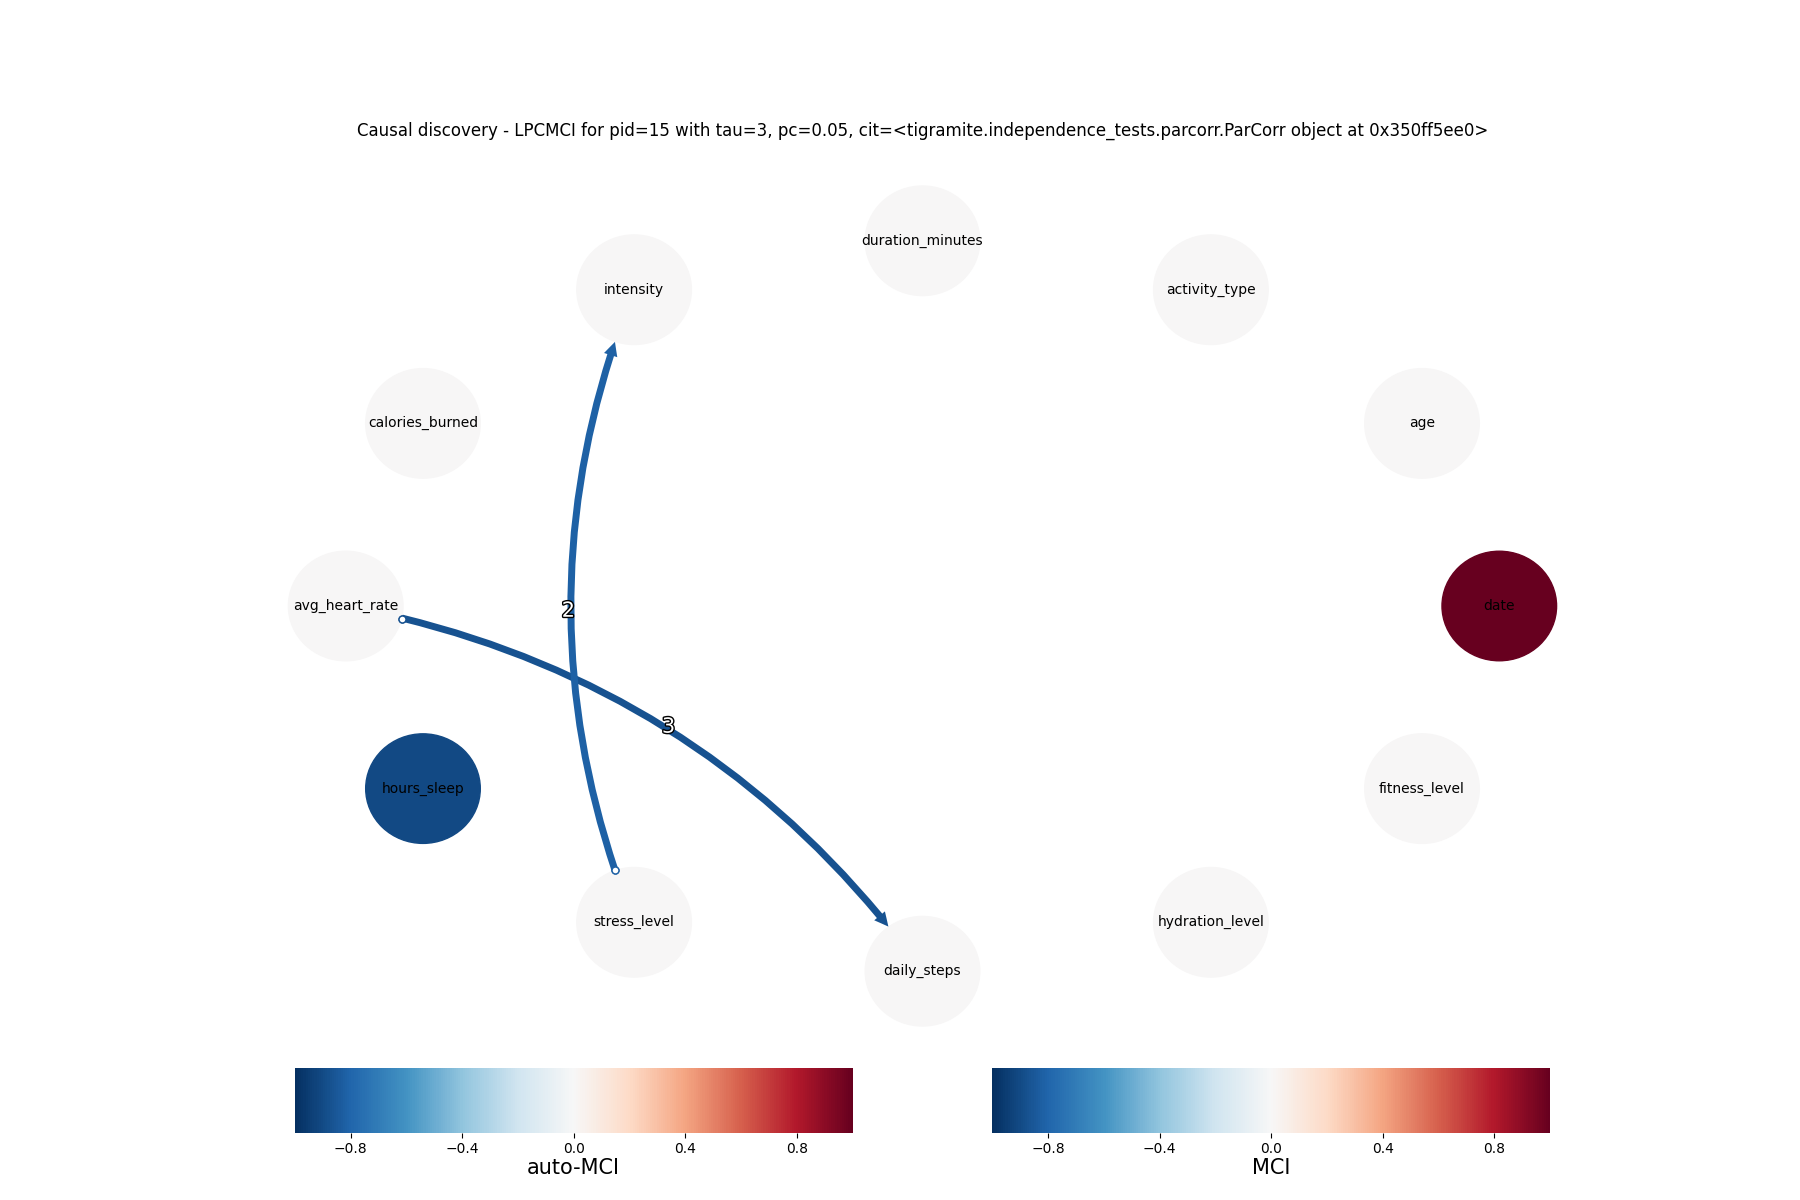 Causal discovery - LPCMCI for pid=15 with tau=3, pc=0.05, cit=<tigramite.independence_tests.parcorr.ParCorr object at 0x350ff5ee0>
duration_minutes
intensity
activity_type
calories_burned
age
avg_heart_rate
2
date
3
hours_sleep
fitness_level
stress_level
hydration_level
daily_steps
−0.8 −0.4 0.0 0.4 0.8
auto-MCI
−0.8 −0.4 0.0 0.4 0.8
MCI